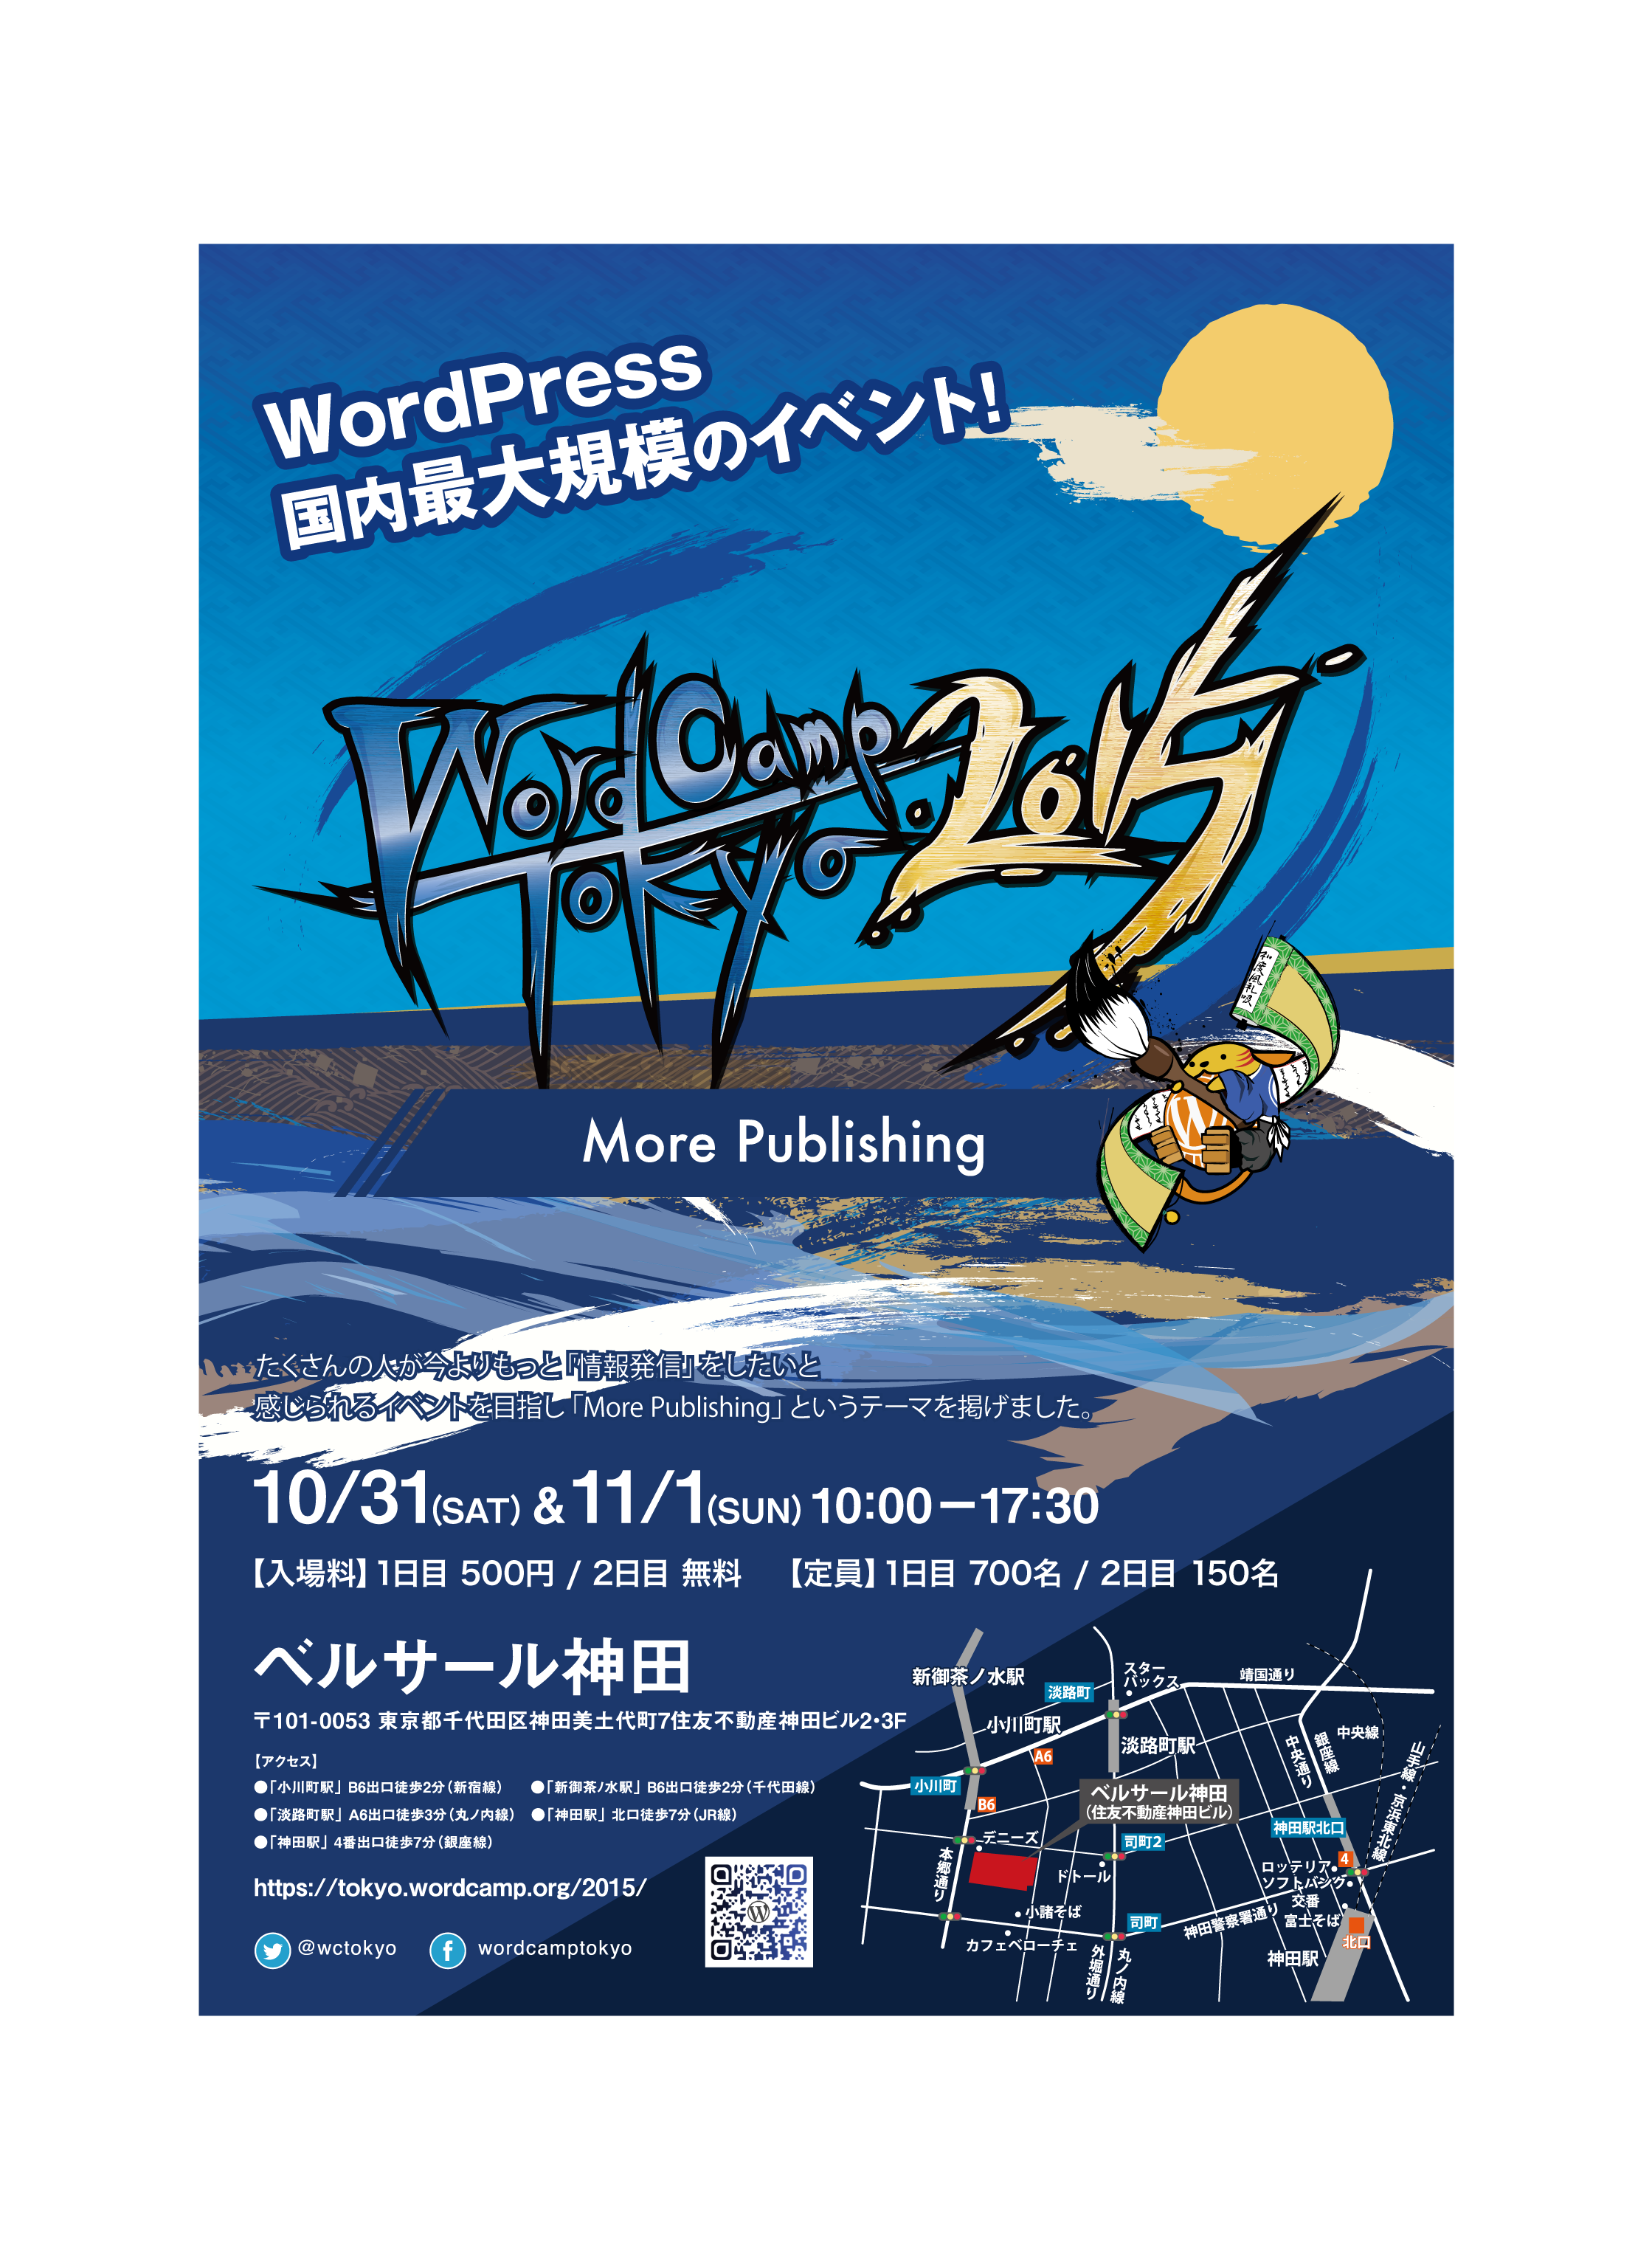 WordPress
国内最大規模のイベント!
WordCamp
Tokyo
2015
More Publishing
たくさんの人が今よりもっと「情報発信」をしたいと
感じられるイベントを目指し「More Publishing」というテーマを掲げました。
10/31(SAT) & 11/1(SUN) 10:00ー17:30
【入場料】1日目 500円 / 2日目 無料 【定員】1日目 700名 / 2日目 150名
ベルサール神田
〒101-0053 東京都千代田区神田美土代町7住友不動産神田ビル2・3F
【アクセス】
●「小川町駅」B6出口徒歩2分(新宿線) ●「新御茶ノ水駅」B6出口徒歩2分(千代田線)
●「淡路町駅」A6出口徒歩3分(丸ノ内線) ●「神田駅」北口徒歩7分(JR線)
●「神田駅」4番出口徒歩7分(銀座線)
https://tokyo.wordcamp.org/2015/
@wctokyo wordcamptokyo
新御茶ノ水駅
淡路町
スター
バックス
靖国通り
小川町駅
淡路町駅
A6
小川町
B6
中央通り
銀座線
中央線
山手線・京浜東北線
ベルサール神田
(住友不動産神田ビル)
デニーズ
司町2
神田駅北口
本郷通り
ドトール
4
ロッテリア
ソフトバンク
交番
富士そば
小諸そば
司町
神田警察署通り
カフェベローチェ
外堀通り
丸ノ内線
神田駅
北口